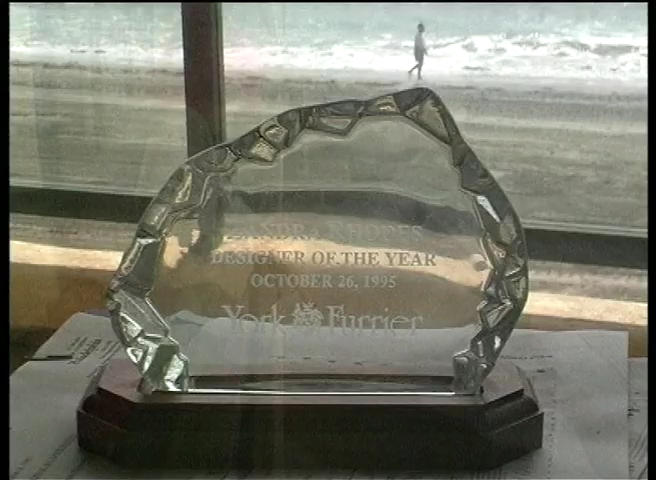 ZANDRA RHODES
DESIGNER OF THE YEAR
OCTOBER 26, 1995
York Furrier